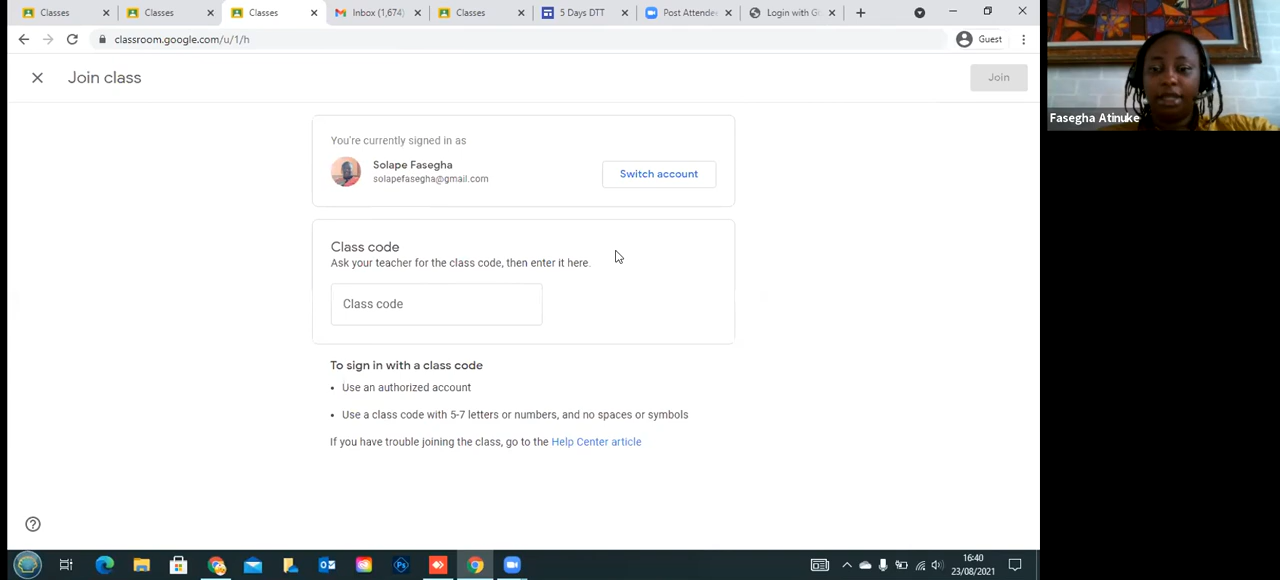 Classes
Classes
Classes
Inbox (1,674)
Classes
5 Days DTT
Post Attende
Login with G
classroom.google.com/u/1/h
Guest
Join class
Join
Fasegha Atinuke
You're currently signed in as
Solape Fasegha
solapefasegha@gmail.com
Switch account
Class code
Ask your teacher for the class code, then enter it here.
Class code
To sign in with a class code
• Use an authorized account
• Use a class code with 5-7 letters or numbers, and no spaces or symbols
If you have trouble joining the class, go to the Help Center article
16:40
23/08/2021